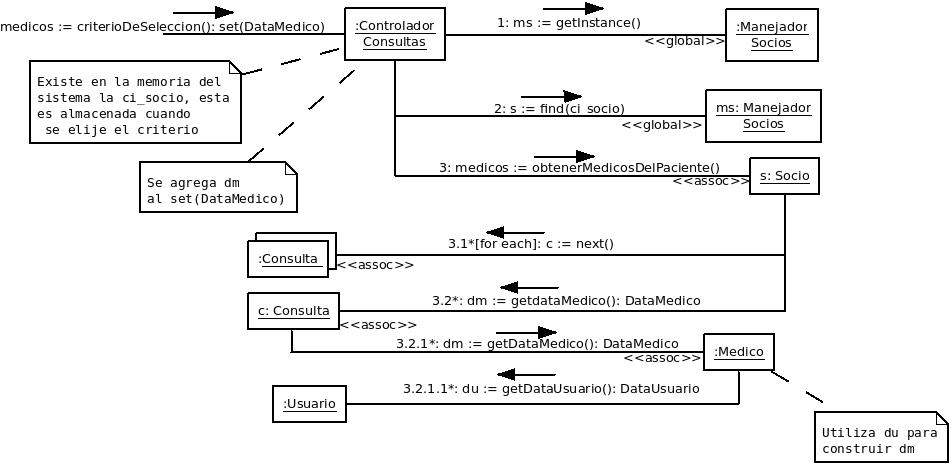 medicos := criterioDeSeleccion(): set(DataMedico)
:Controlador
Consultas
1: ms := getInstance()
<<global>>
:Manejador
Socios
Existe en la memoria del
sistema la ci_socio, esta
es almacenada cuando
se elije el criterio
2: s := find(ci_socio)
<<global>>
ms: Manejador
Socios
Se agrega dm
al set(DataMedico)
3: medicos := obtenerMedicosDelPaciente()
<<assoc>>
s: Socio
3.1*[for each]: c := next()
:Consulta
<<assoc>>
3.2*: dm := getdataMedico(): DataMedico
c: Consulta
<<assoc>>
3.2.1*: dm := getDataMedico(): DataMedico
<<assoc>>
:Medico
3.2.1.1*: du := getDataUsuario(): DataUsuario
:Usuario
Utiliza du para
construir dm